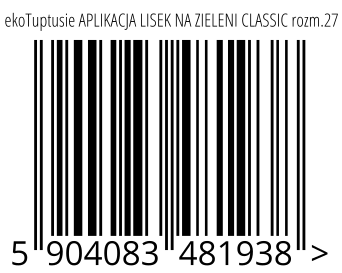 ekoTuptusie APLIKACJA LISEK NA ZIELENI CLASSIC rozm.27
5 904083 481938 >